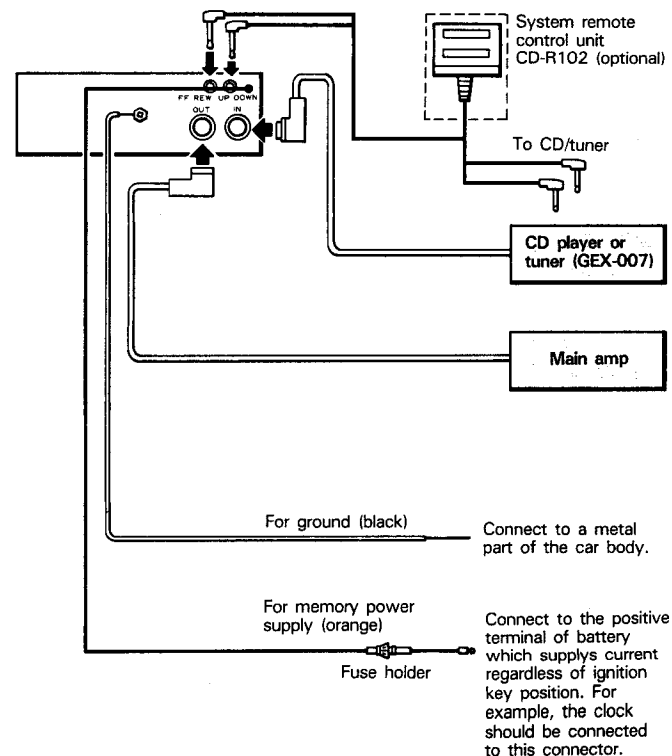 System remote
control unit
CD-R102 (optional)
FF REW UP DOWN
OUT IN
To CD/tuner
CD player or
tuner (GEX-007)
Main amp
For ground (black)
Connect to a metal
part of the car body.
For memory power
supply (orange)
Fuse holder
Connect to the positive
terminal of battery
which supplys current
regardless of ignition
key position. For
example, the clock
should be connected
to this connector.